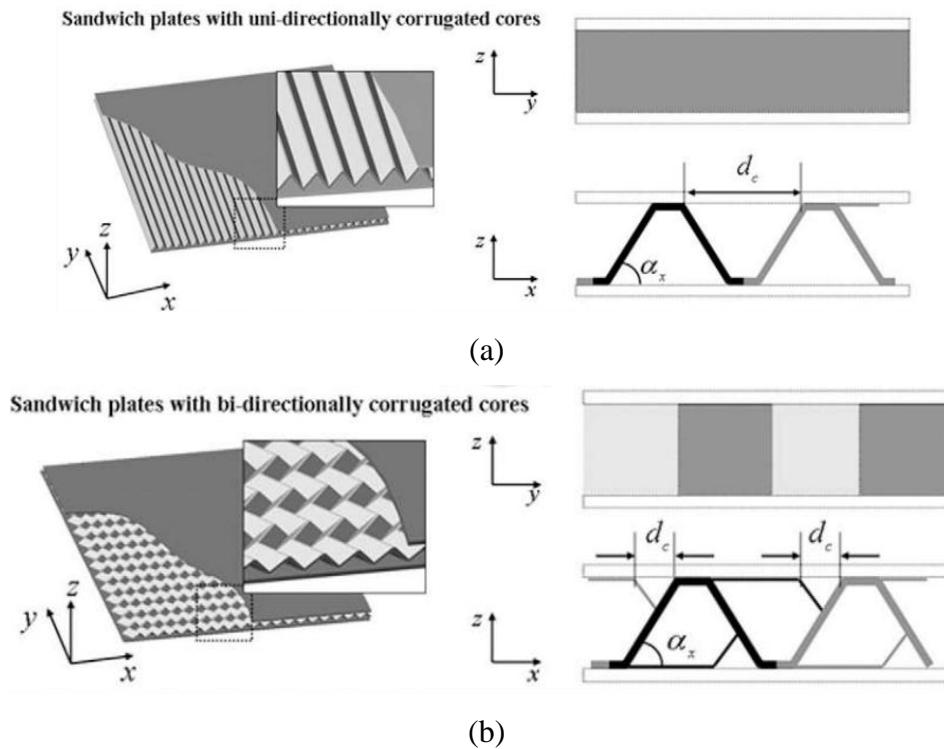 Sandwich plates with uni-directionally corrugated cores
z
y
d_c
z
y
x
z
x
α_x
(a)
Sandwich plates with bi-directionally corrugated cores
z
y
d_c
d_c
z
y
x
z
x
α_x
(b)